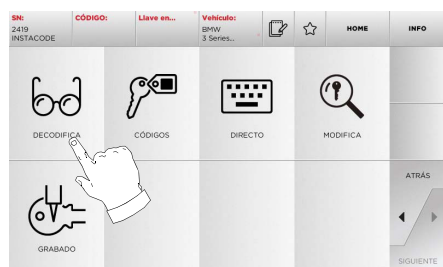 SN:
2419
INSTACODE
CÓDIGO:
Llave en...
Vehículo:
BMW
3 Series...
HOME
INFO
DECODIFICA
CÓDIGOS
DIRECTO
MODIFICA
ATRÁS
GRABADO
SIGUIENTE